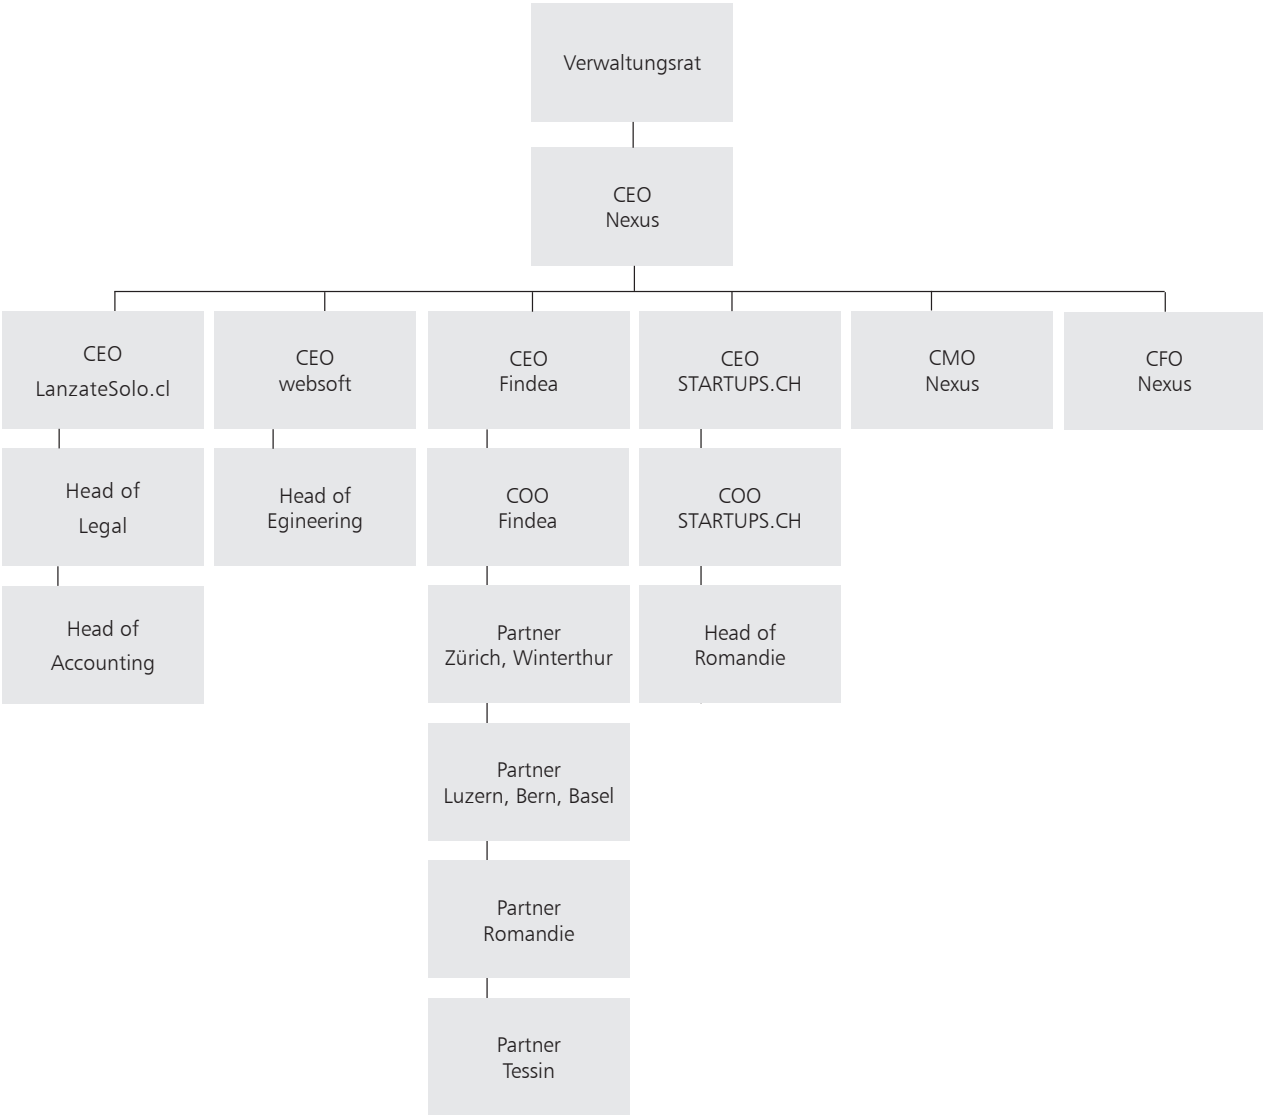 Verwaltungsrat
CEO
Nexus
CEO
LanzateSolo.cl
CEO
websoft
CEO
Findea
CEO
STARTUPS.CH
CMO
Nexus
CFO
Nexus
Head of
Legal
Head of
Egineering
COO
Findea
COO
STARTUPS.CH
Head of
Accounting
Partner
Zürich, Winterthur
Head of
Romandie
Partner
Luzern, Bern, Basel
Partner
Romandie
Partner
Tessin